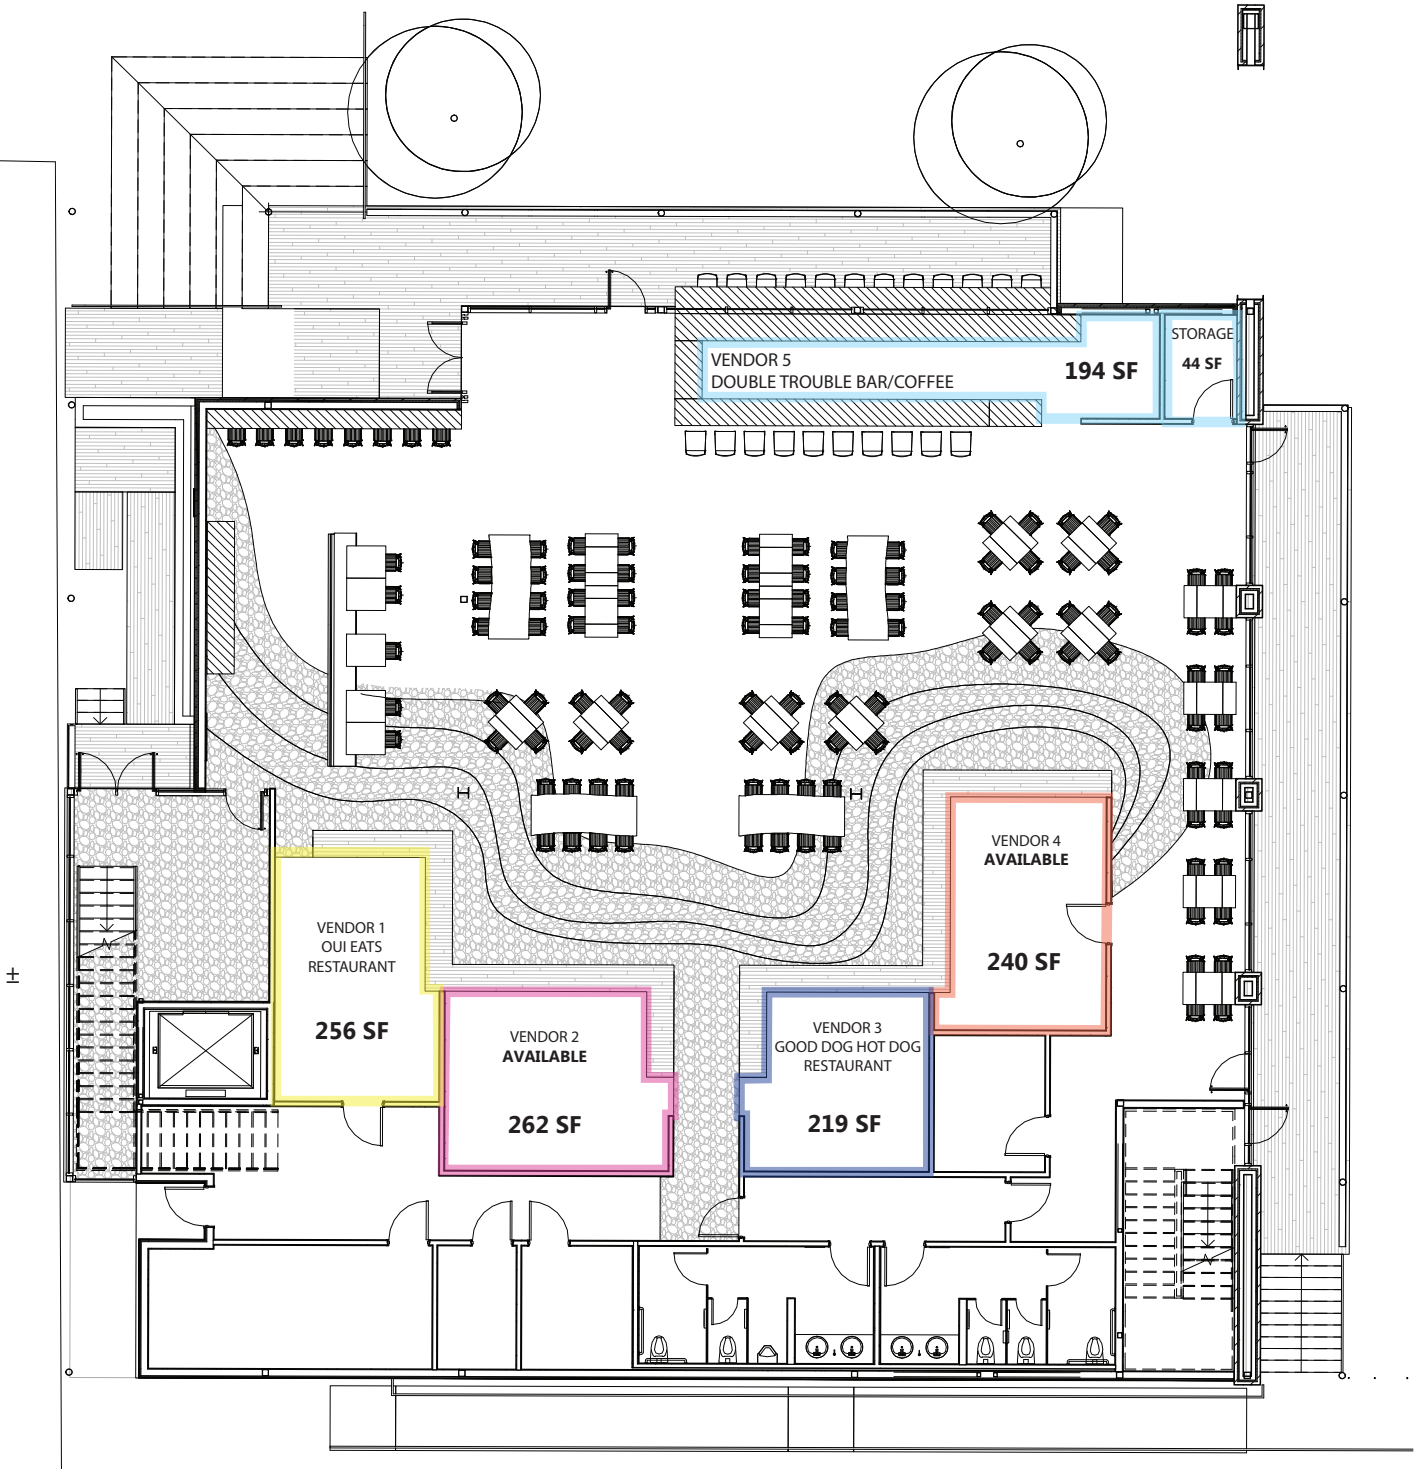 STORAGE
44 SF
VENDOR 5
DOUBLE TROUBLE BAR/COFFEE
194 SF
VENDOR 4
AVAILABLE
240 SF
VENDOR 1
OUI EATS
RESTAURANT
256 SF
VENDOR 2
AVAILABLE
262 SF
VENDOR 3
GOOD DOG HOT DOG
RESTAURANT
219 SF
±